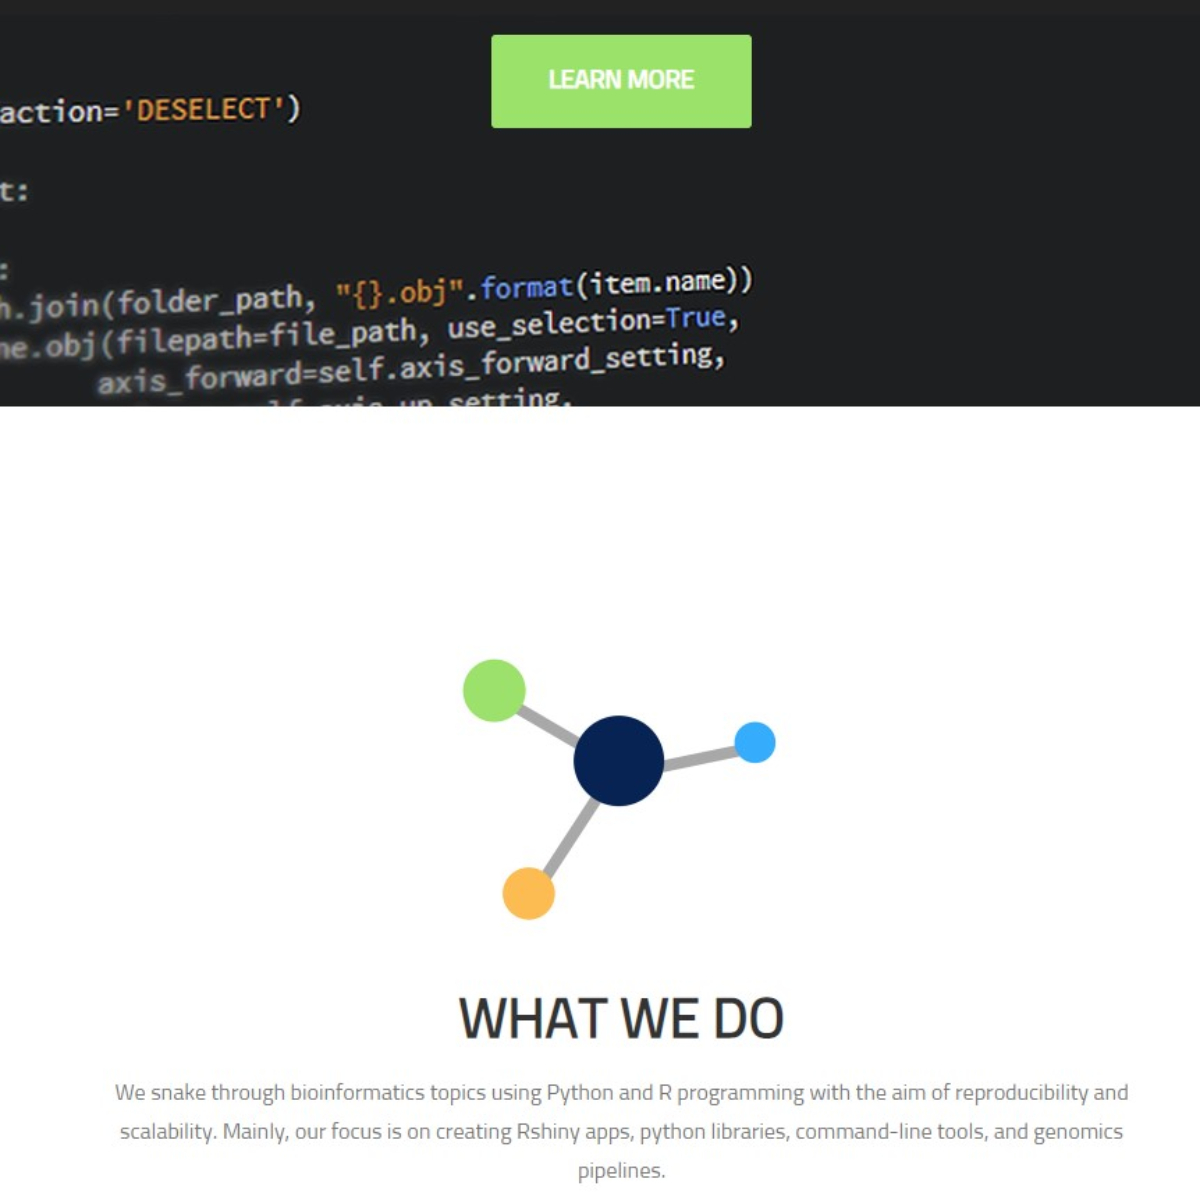 LEARN MORE
action='DESELECT')
t:
:
h.join(folder_path, "{}.obj".format(item.name))
ne.obj(filepath=file_path, use_selection=True,
axis_forward=self.axis_forward_setting,
setting.
WHAT WE DO
We snake through bioinformatics topics using Python and R programming with the aim of reproducibility and
scalability. Mainly, our focus is on creating Rshiny apps, python libraries, command-line tools, and genomics
pipelines.